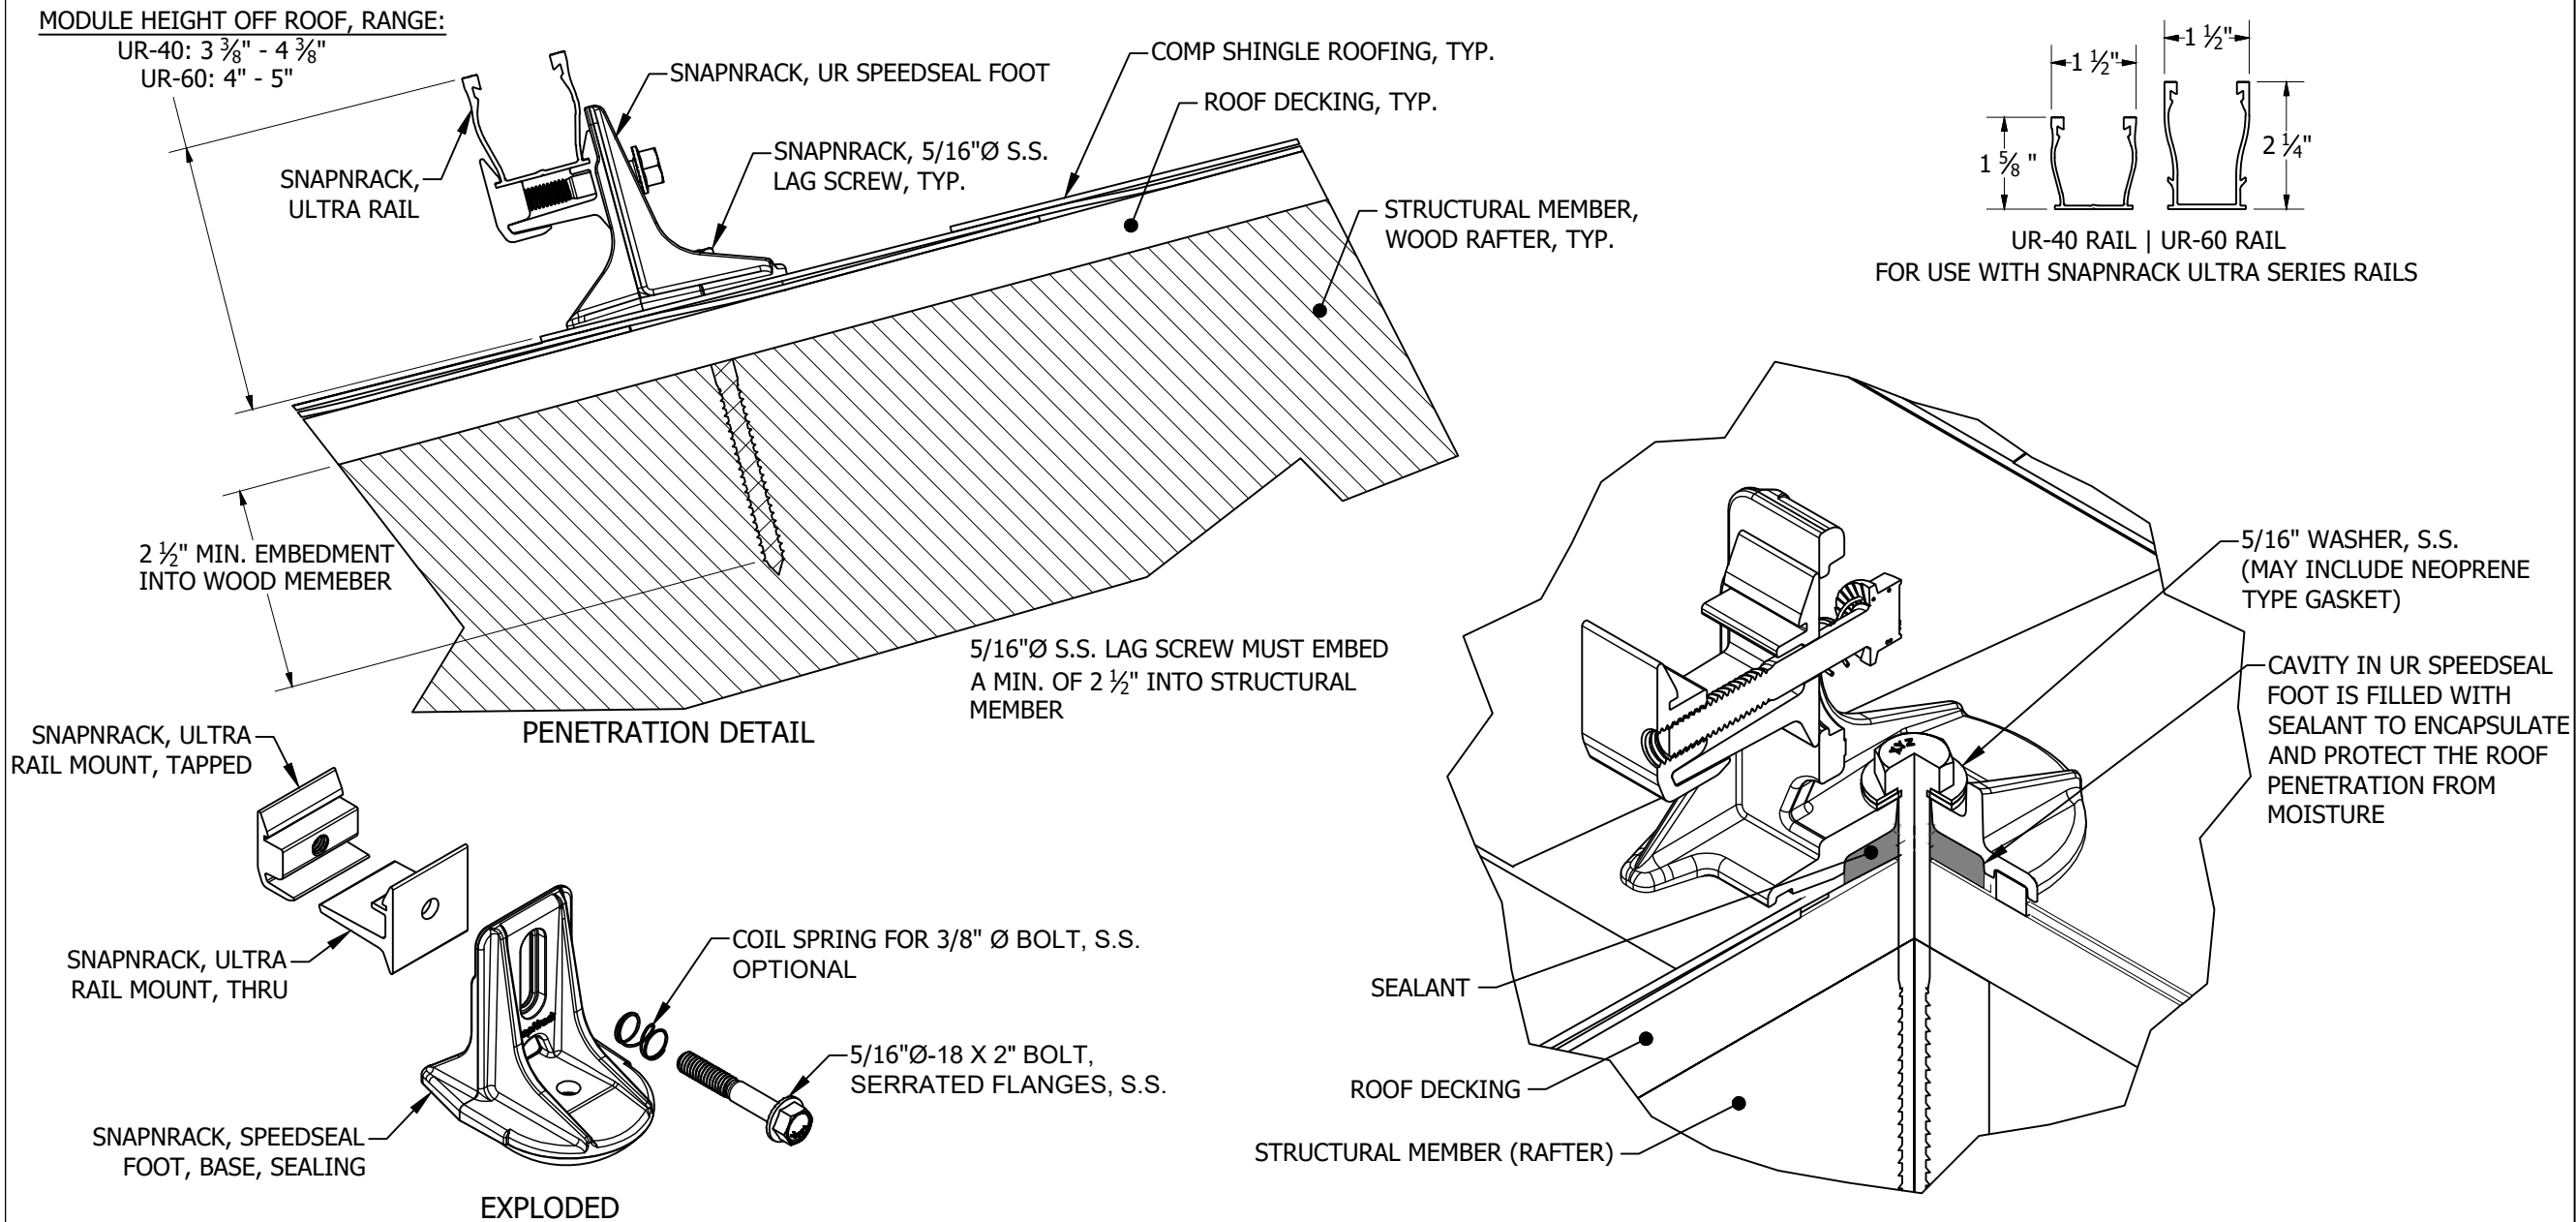 MODULE HEIGHT OFF ROOF, RANGE:
UR-40: 3 ⅜" - 4 ⅜"
UR-60: 4" - 5"
SNAPNRACK, UR SPEEDSEAL FOOT
SNAPNRACK,
ULTRA RAIL
SNAPNRACK, 5/16"Ø S.S.
LAG SCREW, TYP.
COMP SHINGLE ROOFING, TYP.
ROOF DECKING, TYP.
STRUCTURAL MEMBER,
WOOD RAFTER, TYP.
1 ½"
1 ½"
1 ⅝ "
2 ¼"
UR-40 RAIL | UR-60 RAIL
FOR USE WITH SNAPNRACK ULTRA SERIES RAILS
2 ½" MIN. EMBEDMENT
INTO WOOD MEMEBER
5/16"Ø S.S. LAG SCREW MUST EMBED
A MIN. OF 2 ½" INTO STRUCTURAL
MEMBER
PENETRATION DETAIL
SNAPNRACK, ULTRA
RAIL MOUNT, TAPPED
SNAPNRACK, ULTRA
RAIL MOUNT, THRU
COIL SPRING FOR 3/8" Ø BOLT, S.S.
OPTIONAL
5/16"Ø-18 X 2" BOLT,
SERRATED FLANGES, S.S.
SNAPNRACK, SPEEDSEAL
FOOT, BASE, SEALING
EXPLODED
5/16" WASHER, S.S.
(MAY INCLUDE NEOPRENE
TYPE GASKET)
CAVITY IN UR SPEEDSEAL
FOOT IS FILLED WITH
SEALANT TO ENCAPSULATE
AND PROTECT THE ROOF
PENETRATION FROM
MOISTURE
SEALANT
ROOF DECKING
STRUCTURAL MEMBER (RAFTER)